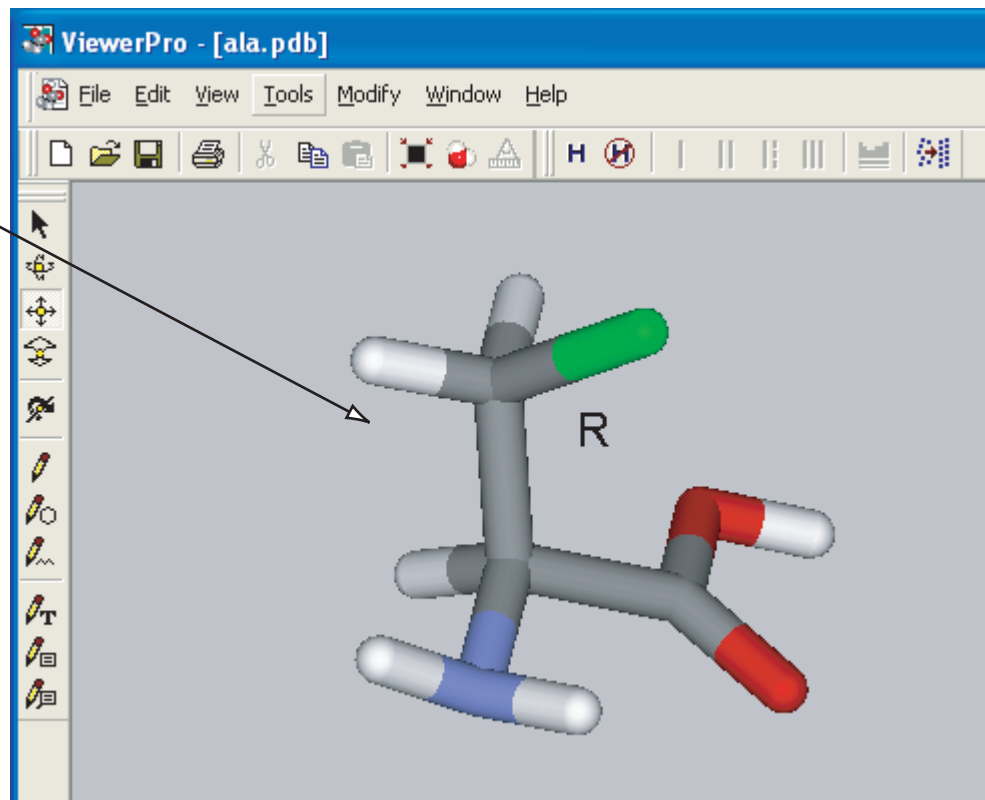 ViewerPro - [ala.pdb]
File Edit View Tools Modify Window Help
H H
T
R